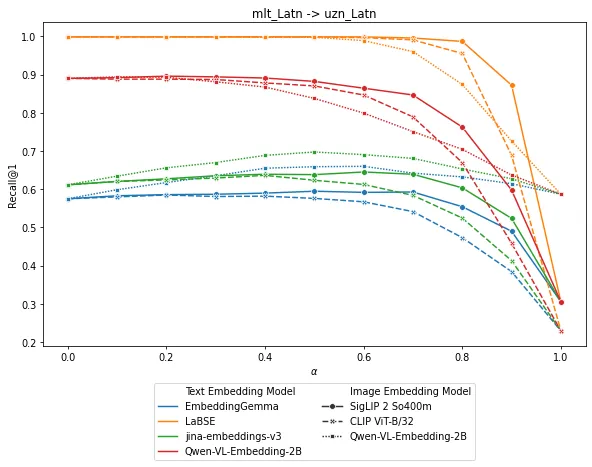 mlt_Latn -> uzn_Latn
Recall@1
1.0
0.9
0.8
0.7
0.6
0.5
0.4
0.3
0.2
0.0 0.2 0.4 0.6 0.8 1.0
α
Text Embedding Model
EmbeddingGemma
LaBSE
jina-embeddings-v3
Qwen-VL-Embedding-2B
Image Embedding Model
SigLIP 2 So400m
CLIP ViT-B/32
Qwen-VL-Embedding-2B